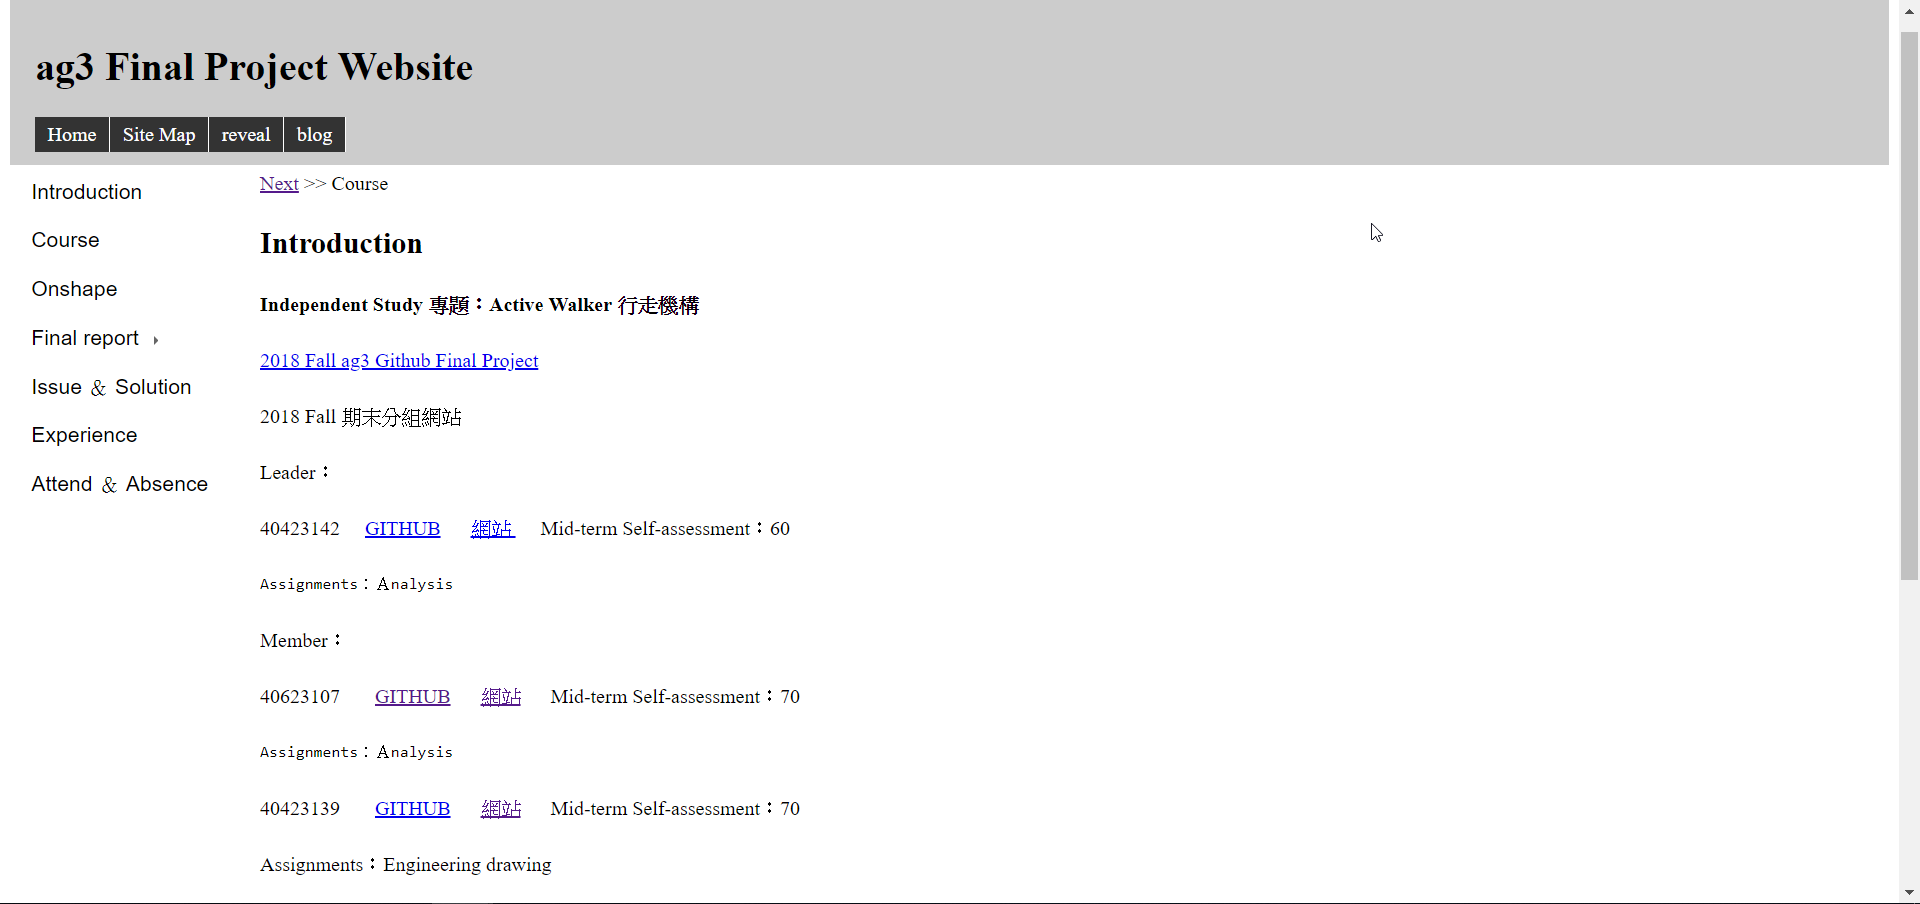 ag3 Final Project Website
Home Site Map reveal blog
Introduction
Course
Onshape
Final report
Issue ＆ Solution
Experience
Attend ＆ Absence
Next >> Course
Introduction
Independent Study 專題：Active Walker 行走機構
2018 Fall ag3 Github Final Project
2018 Fall 期末分組網站
Leader：
40423142 GITHUB 網站 Mid-term Self-assessment：60
Assignments：Ａnalysis
Member：
40623107 GITHUB 網站 Mid-term Self-assessment：70
Assignments：Ａnalysis
40423139 GITHUB 網站 Mid-term Self-assessment：70
Assignments：Engineering drawing